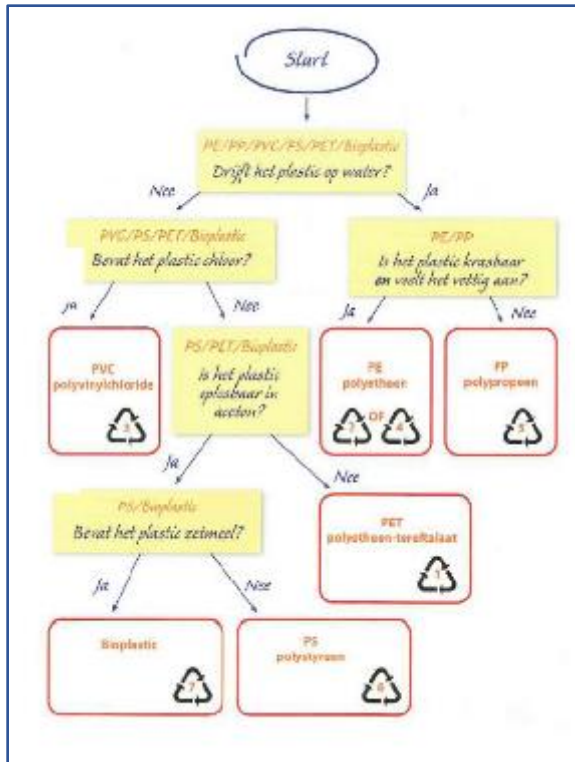 Start
PE/PP/PVC/PS/PET/Bioplastic
Drijft het plastic op water?
Nee
Ja
PVC/PS/PET/Bioplastic
Bevat het plastic chloor?
PE/PP
Is het plastic krasbaar
en voelt het vettig aan?
Ja
Nee
Ja
Nee
PVC
polyvinylchloride
3
PS/PET/Bioplastic
Is het plastic
oplosbaar in
aceton?
PE
polyetheen
2
OF
4
PP
polypropeen
5
Ja
Nee
PS/Bioplastic
Bevat het plastic zetmeel?
PET
polyetheen-tereftalaat
1
Ja
Nee
Bioplastic
7
PS
polystyreen
6